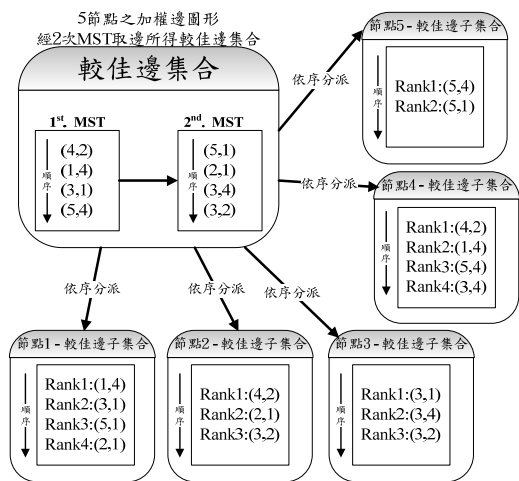 5節點之加權邊圖形
經2次MST取邊所得較佳邊集合
較佳邊集合
1st. MST
順序
(4,2)
(1,4)
(3,1)
(5,4)
2nd. MST
順序
(5,1)
(2,1)
(3,4)
(3,2)
依序分派
節點5-較佳邊子集合
順序
Rank1:(5,4)
Rank2:(5,1)
依序分派
節點4-較佳邊子集合
順序
Rank1:(4,2)
Rank2:(1,4)
Rank3:(5,4)
Rank4:(3,4)
依序分派
依序分派
依序分派
節點1-較佳邊子集合
順序
Rank1:(1,4)
Rank2:(3,1)
Rank3:(5,1)
Rank4:(2,1)
節點2-較佳邊子集合
順序
Rank1:(4,2)
Rank2:(2,1)
Rank3:(3,2)
節點3-較佳邊子集合
順序
Rank1:(3,1)
Rank2:(3,4)
Rank3:(3,2)